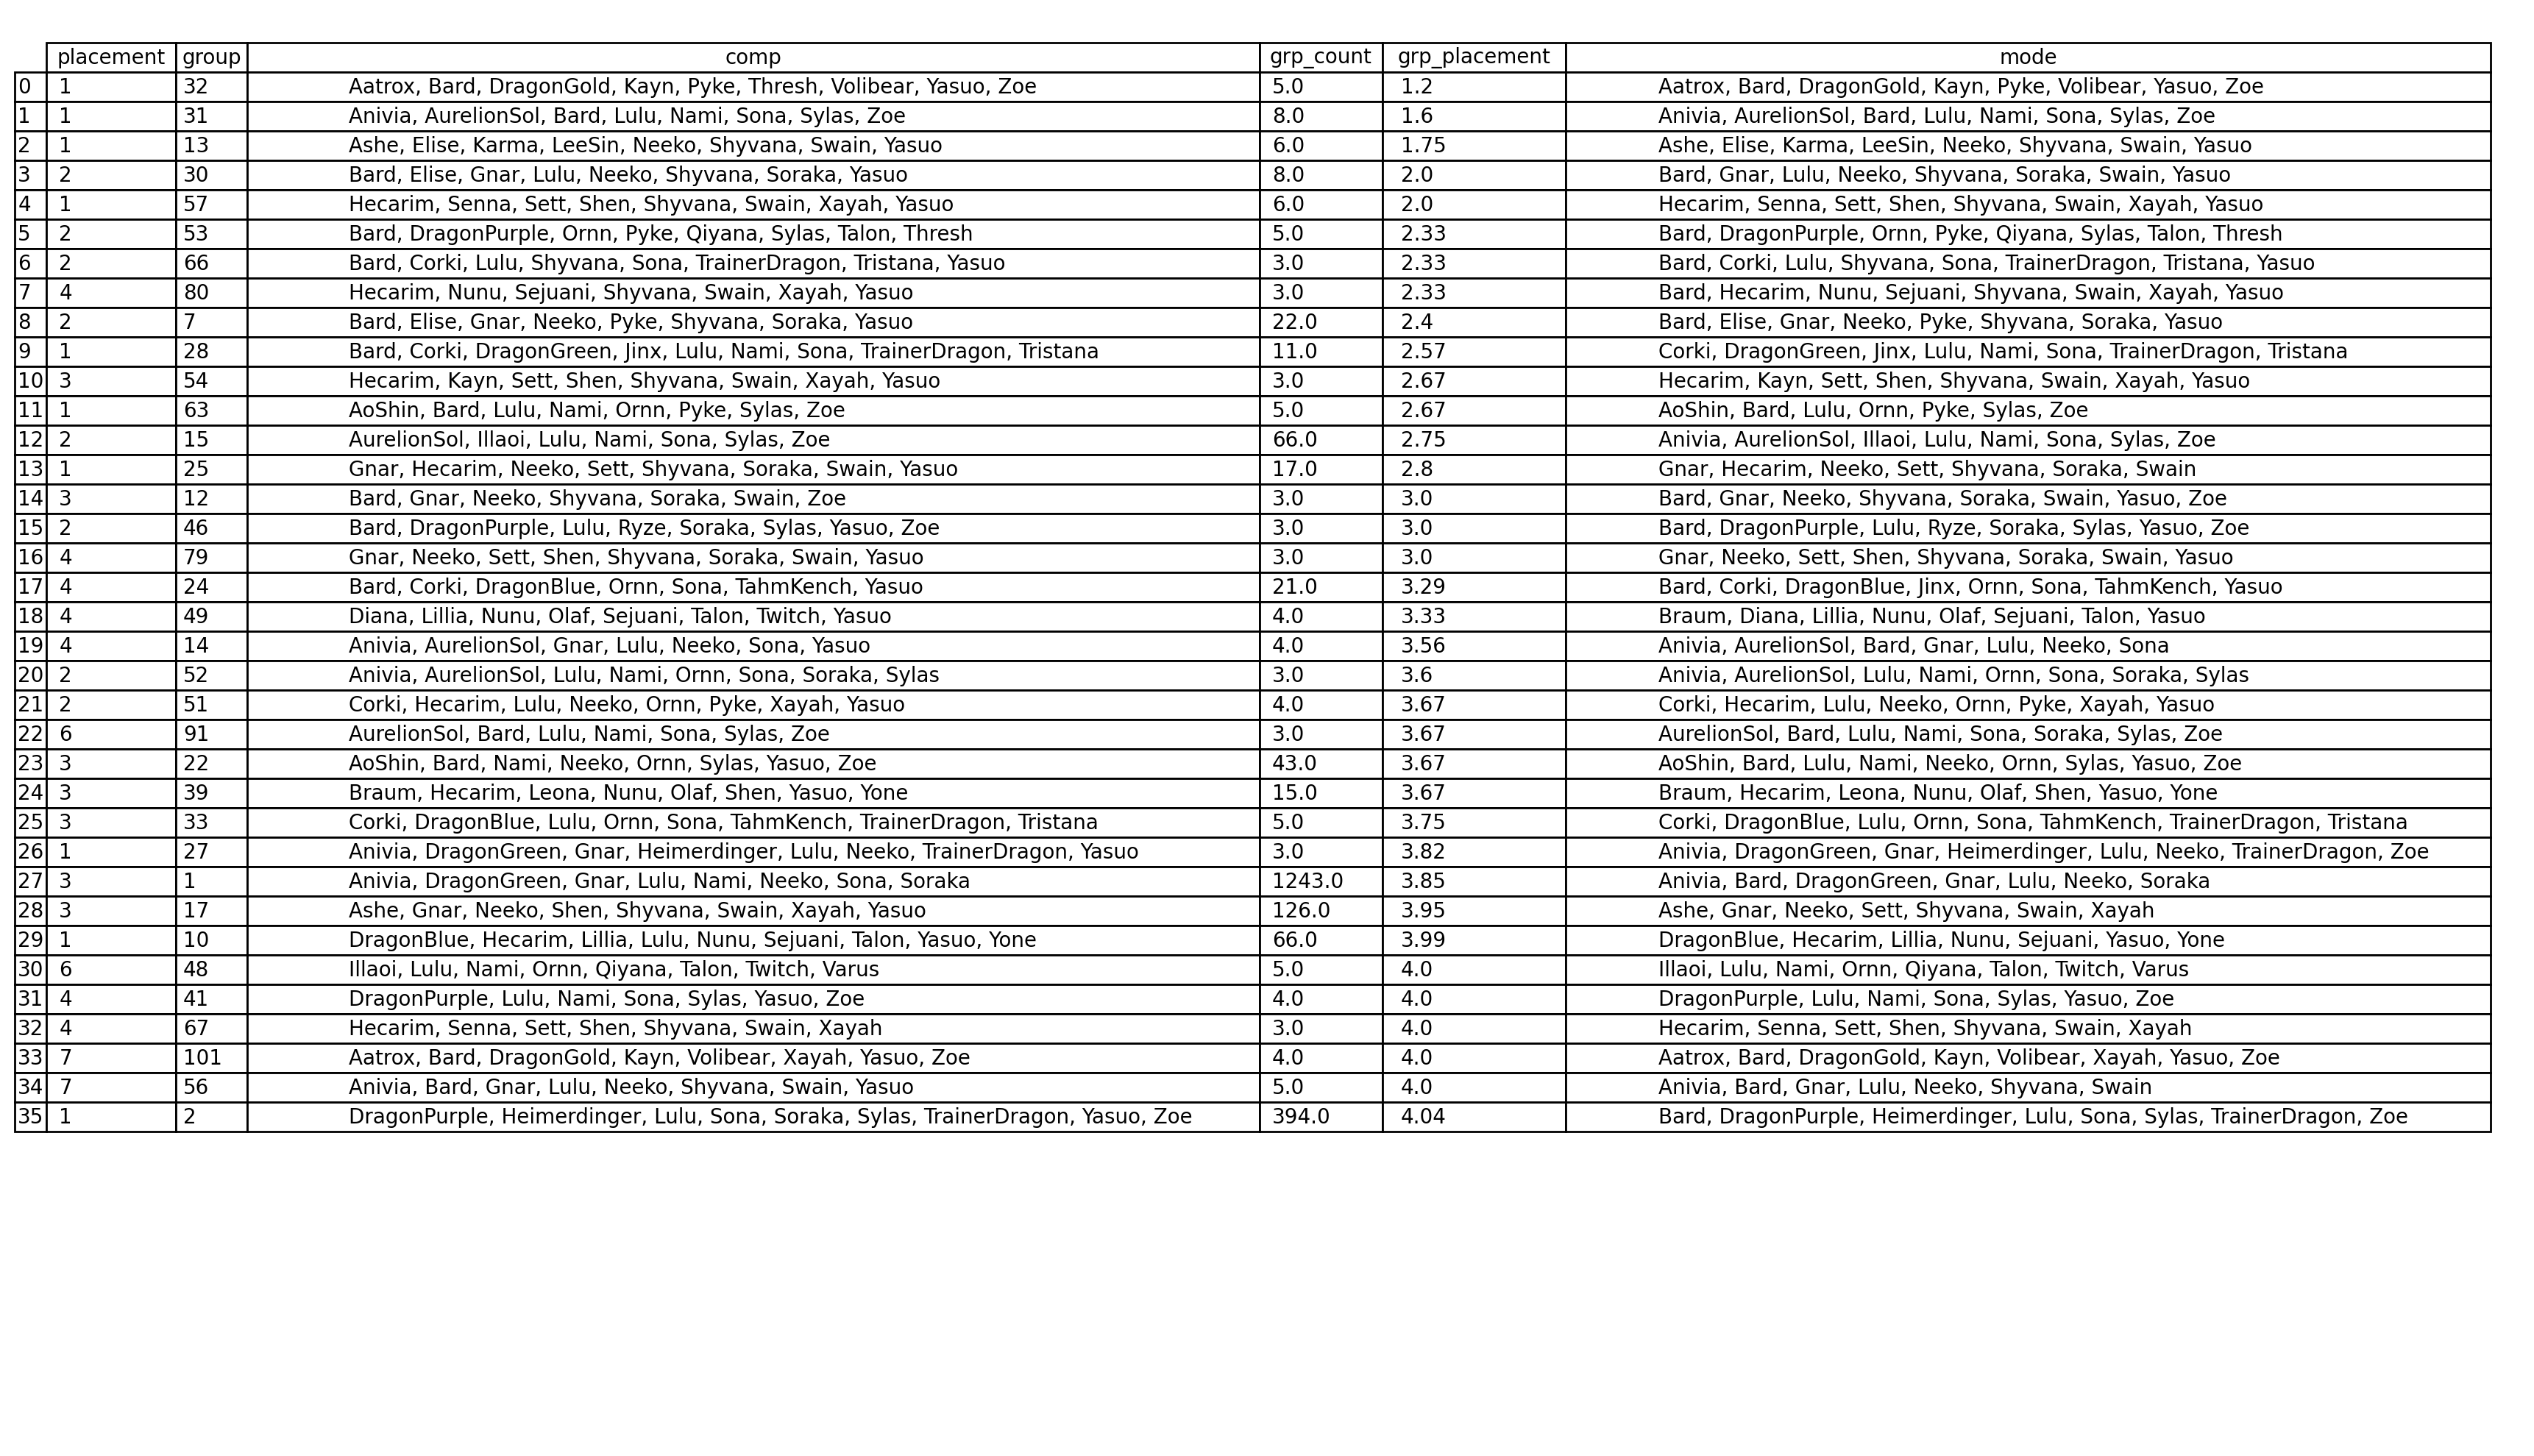 placement group comp grp_count grp_placement mode
0 1 32 Aatrox, Bard, DragonGold, Kayn, Pyke, Thresh, Volibear, Yasuo, Zoe 5.0 1.2 Aatrox, Bard, DragonGold, Kayn, Pyke, Volibear, Yasuo, Zoe
1 1 31 Anivia, AurelionSol, Bard, Lulu, Nami, Sona, Sylas, Zoe 8.0 1.6 Anivia, AurelionSol, Bard, Lulu, Nami, Sona, Sylas, Zoe
2 1 13 Ashe, Elise, Karma, LeeSin, Neeko, Shyvana, Swain, Yasuo 6.0 1.75 Ashe, Elise, Karma, LeeSin, Neeko, Shyvana, Swain, Yasuo
3 2 30 Bard, Elise, Gnar, Lulu, Neeko, Shyvana, Soraka, Yasuo 8.0 2.0 Bard, Gnar, Lulu, Neeko, Shyvana, Soraka, Swain, Yasuo
4 1 57 Hecarim, Senna, Sett, Shen, Shyvana, Swain, Xayah, Yasuo 6.0 2.0 Hecarim, Senna, Sett, Shen, Shyvana, Swain, Xayah, Yasuo
5 2 53 Bard, DragonPurple, Ornn, Pyke, Qiyana, Sylas, Talon, Thresh 5.0 2.33 Bard, DragonPurple, Ornn, Pyke, Qiyana, Sylas, Talon, Thresh
6 2 66 Bard, Corki, Lulu, Shyvana, Sona, TrainerDragon, Tristana, Yasuo 3.0 2.33 Bard, Corki, Lulu, Shyvana, Sona, TrainerDragon, Tristana, Yasuo
7 4 80 Hecarim, Nunu, Sejuani, Shyvana, Swain, Xayah, Yasuo 3.0 2.33 Bard, Hecarim, Nunu, Sejuani, Shyvana, Swain, Xayah, Yasuo
8 2 7 Bard, Elise, Gnar, Neeko, Pyke, Shyvana, Soraka, Yasuo 22.0 2.4 Bard, Elise, Gnar, Neeko, Pyke, Shyvana, Soraka, Yasuo
9 1 28 Bard, Corki, DragonGreen, Jinx, Lulu, Nami, Sona, TrainerDragon, Tristana 11.0 2.57 Corki, DragonGreen, Jinx, Lulu, Nami, Sona, TrainerDragon, Tristana
10 3 54 Hecarim, Kayn, Sett, Shen, Shyvana, Swain, Xayah, Yasuo 3.0 2.67 Hecarim, Kayn, Sett, Shen, Shyvana, Swain, Xayah, Yasuo
11 1 63 AoShin, Bard, Lulu, Nami, Ornn, Pyke, Sylas, Zoe 5.0 2.67 AoShin, Bard, Lulu, Ornn, Pyke, Sylas, Zoe
12 2 15 AurelionSol, Illaoi, Lulu, Nami, Sona, Sylas, Zoe 66.0 2.75 Anivia, AurelionSol, Illaoi, Lulu, Nami, Sona, Sylas, Zoe
13 1 25 Gnar, Hecarim, Neeko, Sett, Shyvana, Soraka, Swain, Yasuo 17.0 2.8 Gnar, Hecarim, Neeko, Sett, Shyvana, Soraka, Swain
14 3 12 Bard, Gnar, Neeko, Shyvana, Soraka, Swain, Zoe 3.0 3.0 Bard, Gnar, Neeko, Shyvana, Soraka, Swain, Yasuo, Zoe
15 2 46 Bard, DragonPurple, Lulu, Ryze, Soraka, Sylas, Yasuo, Zoe 3.0 3.0 Bard, DragonPurple, Lulu, Ryze, Soraka, Sylas, Yasuo, Zoe
16 4 79 Gnar, Neeko, Sett, Shen, Shyvana, Soraka, Swain, Yasuo 3.0 3.0 Gnar, Neeko, Sett, Shen, Shyvana, Soraka, Swain, Yasuo
17 4 24 Bard, Corki, DragonBlue, Ornn, Sona, TahmKench, Yasuo 21.0 3.29 Bard, Corki, DragonBlue, Jinx, Ornn, Sona, TahmKench, Yasuo
18 4 49 Diana, Lillia, Nunu, Olaf, Sejuani, Talon, Twitch, Yasuo 4.0 3.33 Braum, Diana, Lillia, Nunu, Olaf, Sejuani, Talon, Yasuo
19 4 14 Anivia, AurelionSol, Gnar, Lulu, Neeko, Sona, Yasuo 4.0 3.56 Anivia, AurelionSol, Bard, Gnar, Lulu, Neeko, Sona
20 2 52 Anivia, AurelionSol, Lulu, Nami, Ornn, Sona, Soraka, Sylas 3.0 3.6 Anivia, AurelionSol, Lulu, Nami, Ornn, Sona, Soraka, Sylas
21 2 51 Corki, Hecarim, Lulu, Neeko, Ornn, Pyke, Xayah, Yasuo 4.0 3.67 Corki, Hecarim, Lulu, Neeko, Ornn, Pyke, Xayah, Yasuo
22 6 91 AurelionSol, Bard, Lulu, Nami, Sona, Sylas, Zoe 3.0 3.67 AurelionSol, Bard, Lulu, Nami, Sona, Soraka, Sylas, Zoe
23 3 22 AoShin, Bard, Nami, Neeko, Ornn, Sylas, Yasuo, Zoe 43.0 3.67 AoShin, Bard, Lulu, Nami, Neeko, Ornn, Sylas, Yasuo, Zoe
24 3 39 Braum, Hecarim, Leona, Nunu, Olaf, Shen, Yasuo, Yone 15.0 3.67 Braum, Hecarim, Leona, Nunu, Olaf, Shen, Yasuo, Yone
25 3 33 Corki, DragonBlue, Lulu, Ornn, Sona, TahmKench, TrainerDragon, Tristana 5.0 3.75 Corki, DragonBlue, Lulu, Ornn, Sona, TahmKench, TrainerDragon, Tristana
26 1 27 Anivia, DragonGreen, Gnar, Heimerdinger, Lulu, Neeko, TrainerDragon, Yasuo 3.0 3.82 Anivia, DragonGreen, Gnar, Heimerdinger, Lulu, Neeko, TrainerDragon, Zoe
27 3 1 Anivia, DragonGreen, Gnar, Lulu, Nami, Neeko, Sona, Soraka 1243.0 3.85 Anivia, Bard, DragonGreen, Gnar, Lulu, Neeko, Soraka
28 3 17 Ashe, Gnar, Neeko, Shen, Shyvana, Swain, Xayah, Yasuo 126.0 3.95 Ashe, Gnar, Neeko, Sett, Shyvana, Swain, Xayah
29 1 10 DragonBlue, Hecarim, Lillia, Lulu, Nunu, Sejuani, Talon, Yasuo, Yone 66.0 3.99 DragonBlue, Hecarim, Lillia, Nunu, Sejuani, Yasuo, Yone
30 6 48 Illaoi, Lulu, Nami, Ornn, Qiyana, Talon, Twitch, Varus 5.0 4.0 Illaoi, Lulu, Nami, Ornn, Qiyana, Talon, Twitch, Varus
31 4 41 DragonPurple, Lulu, Nami, Sona, Sylas, Yasuo, Zoe 4.0 4.0 DragonPurple, Lulu, Nami, Sona, Sylas, Yasuo, Zoe
32 4 67 Hecarim, Senna, Sett, Shen, Shyvana, Swain, Xayah 3.0 4.0 Hecarim, Senna, Sett, Shen, Shyvana, Swain, Xayah
33 7 101 Aatrox, Bard, DragonGold, Kayn, Volibear, Xayah, Yasuo, Zoe 4.0 4.0 Aatrox, Bard, DragonGold, Kayn, Volibear, Xayah, Yasuo, Zoe
34 7 56 Anivia, Bard, Gnar, Lulu, Neeko, Shyvana, Swain, Yasuo 5.0 4.0 Anivia, Bard, Gnar, Lulu, Neeko, Shyvana, Swain
35 1 2 DragonPurple, Heimerdinger, Lulu, Sona, Soraka, Sylas, TrainerDragon, Yasuo, Zoe 394.0 4.04 Bard, DragonPurple, Heimerdinger, Lulu, Sona, Sylas, TrainerDragon, Zoe